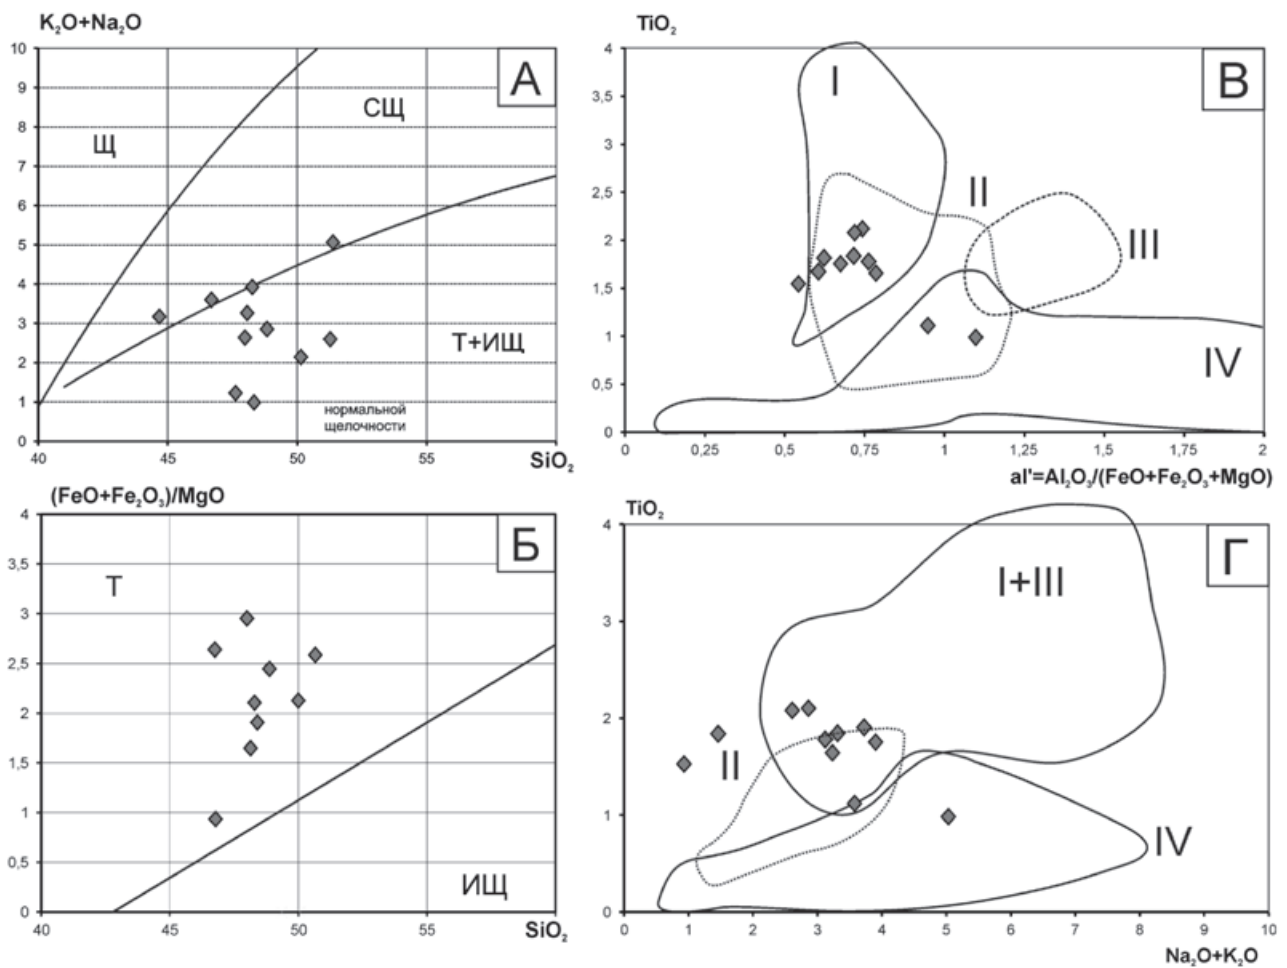 K₂O+Na₂O
10
9
8
7
6
5
4
3
2
1
0
40
45
50
55
SiO₂
А
Щ
СЩ
Т+ИЩ
нормальной
щелочности
TiO₂
4
3,5
3
2,5
2
1,5
1
0,5
0
0
0,25
0,5
0,75
1
1,25
1,5
1,75
2
al'=Al₂O₃/(FeO+Fe₂O₃+MgO)
В
I
II
III
IV
(FeO+Fe₂O₃)/MgO
4
3,5
3
2,5
2
1,5
1
0,5
0
40
45
50
55
SiO₂
Б
Т
ИЩ
TiO₂
4
3
2
1
0
0
1
2
3
4
5
6
7
8
9
10
Na₂O+K₂O
Г
I+III
II
IV